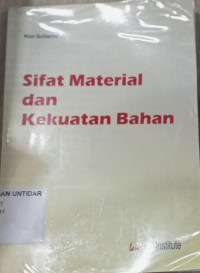 Sifat Material
dan
Kekuatan Bahan
AN UNTIDAR
Institute